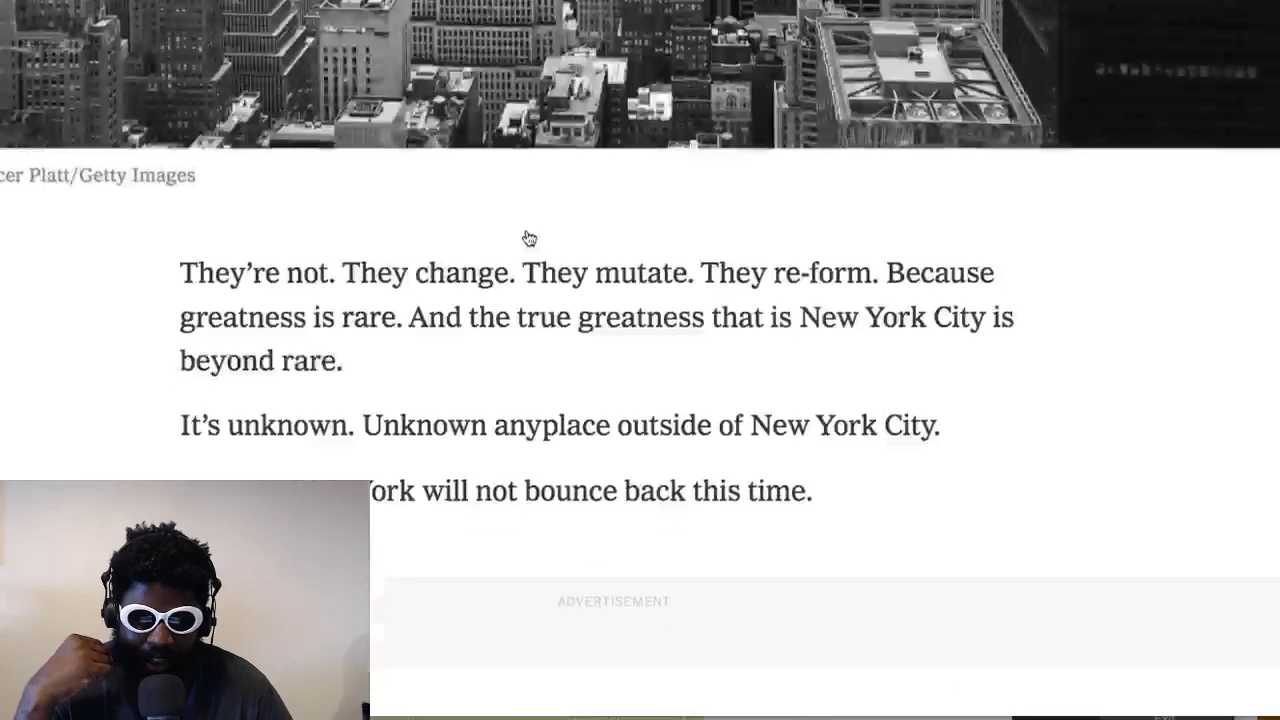 cer Platt/Getty Images
They’re not. They change. They mutate. They re-form. Because
greatness is rare. And the true greatness that is New York City is
beyond rare.
It’s unknown. Unknown anyplace outside of New York City.
ork will not bounce back this time.
ADVERTISEMENT